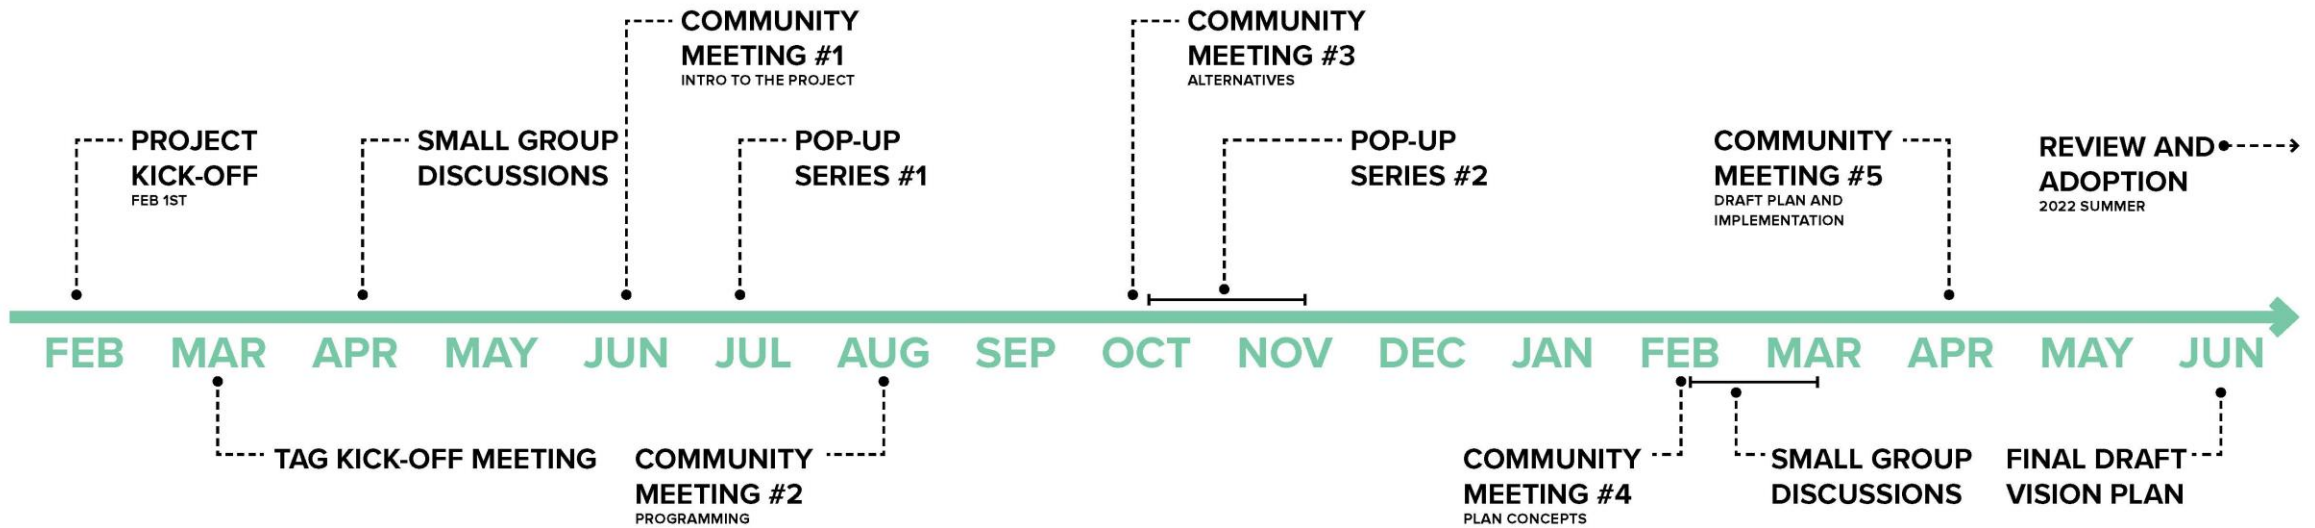 COMMUNITY
MEETING #1
INTRO TO THE PROJECT
COMMUNITY
MEETING #3
ALTERNATIVES
PROJECT
KICK-OFF
FEB 1ST
SMALL GROUP
DISCUSSIONS
POP-UP
SERIES #1
POP-UP
SERIES #2
COMMUNITY
MEETING #5
DRAFT PLAN AND
IMPLEMENTATION
REVIEW AND
ADOPTION
2022 SUMMER
FEB MAR APR MAY JUN JUL AUG SEP OCT NOV DEC JAN FEB MAR APR MAY JUN
TAG KICK-OFF MEETING
COMMUNITY
MEETING #2
PROGRAMMING
COMMUNITY
MEETING #4
PLAN CONCEPTS
SMALL GROUP
DISCUSSIONS
FINAL DRAFT
VISION PLAN